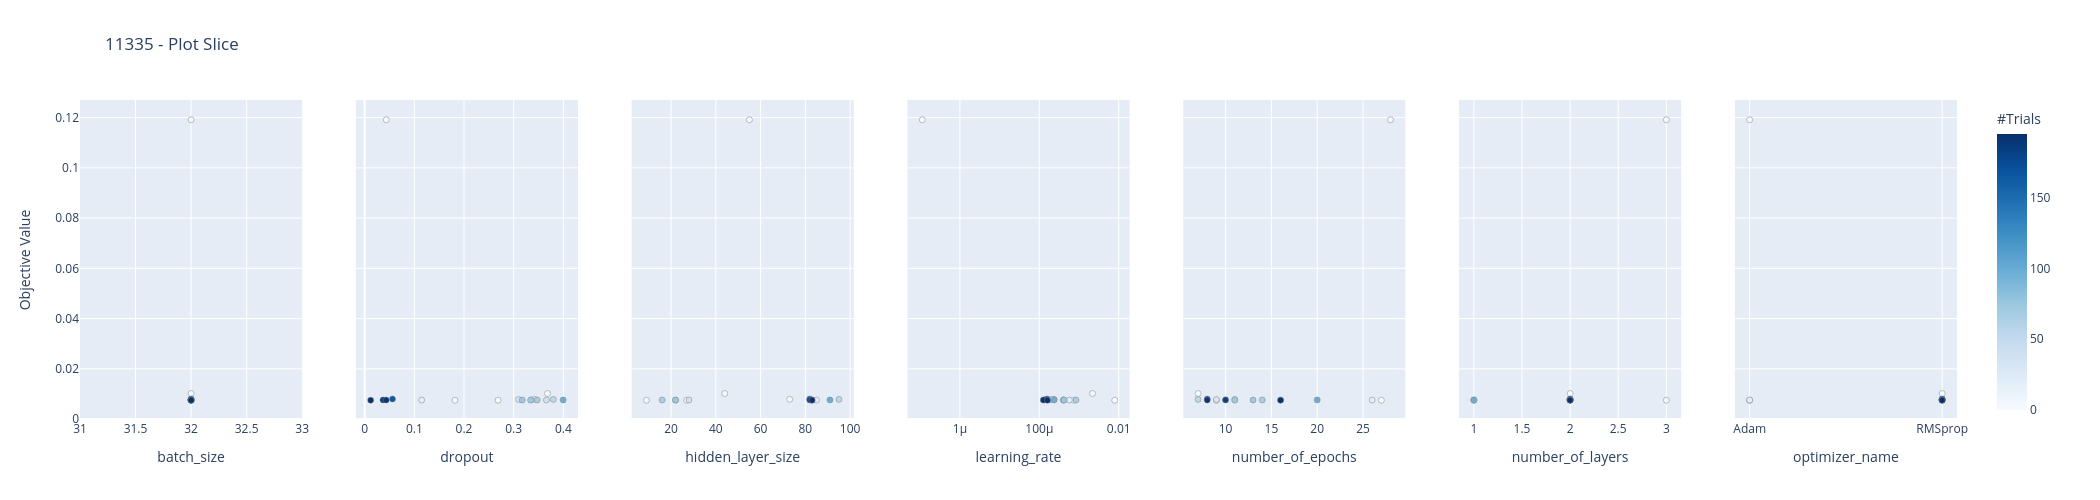 11335 - Plot Slice
#Trials
Objective Value
0.12
0.1
0.08
0.06
0.04
0.02
0
150
100
50
0
31 31.5 32 32.5 33
0 0.1 0.2 0.3 0.4
20 40 60 80 100
1μ 100μ 0.01
10 15 20 25
1 1.5 2 2.5 3
Adam RMSprop
batch_size dropout hidden_layer_size learning_rate number_of_epochs number_of_layers optimizer_name